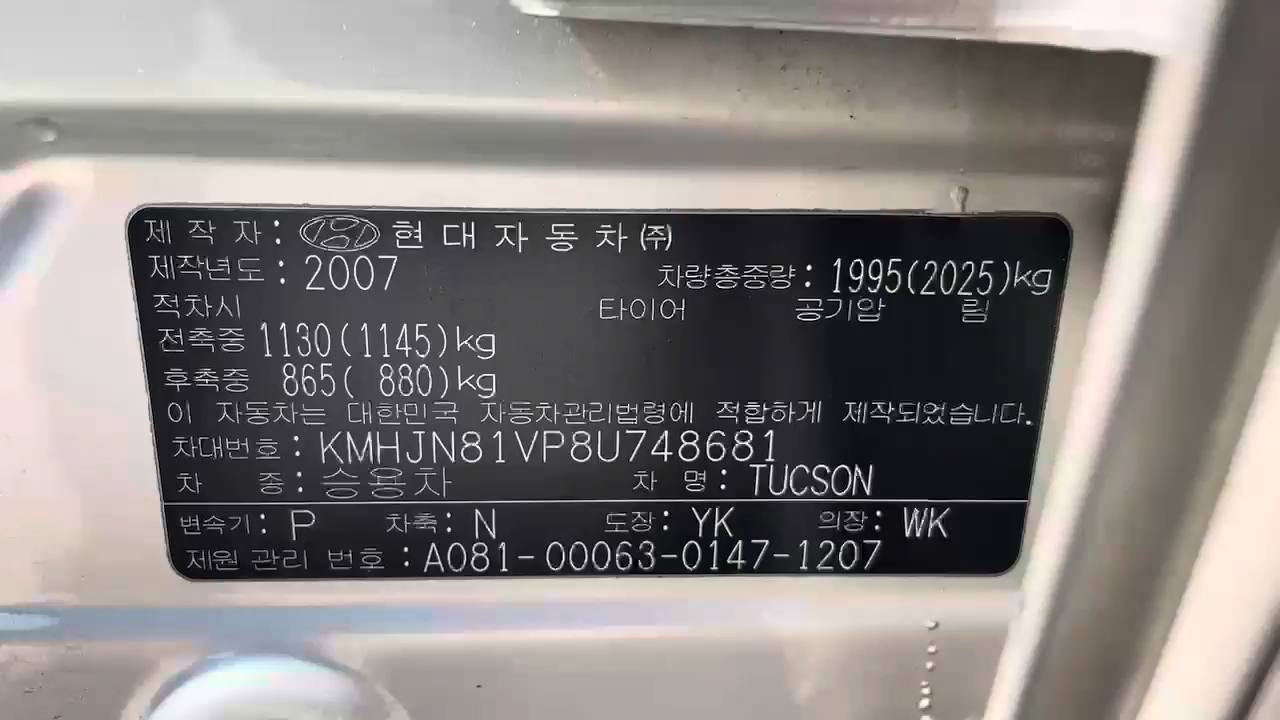 제 작 자 : 현 대 자 동 차 ㈜
제작년도 : 2007 차량총중량 : 1995(2025)kg
적차시 타이어 공기압 림
전축중 1130(1145)kg
후축중 865( 880)kg
이 자동차는 대한민국 자동차관리법령에 적합하게 제작되었습니다.
차대번호 : KMHJN81VP8U748681
차 종 : 승용차 차 명 : TUCSON
변속기 : P 차축 : N 도장 : YK 의장 : WK
제원 관리 번호 : A081-00063-0147-1207